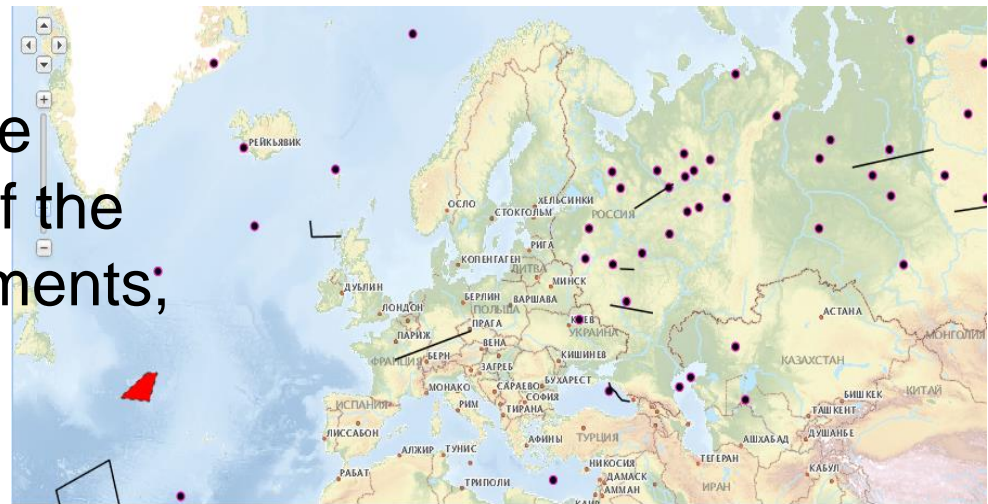 e
f the
ments,
РЕЙКЬЯВИК
ОСЛО
ХЕЛЬСИНКИ
СТОКГОЛЬМ
РОССИЯ
РИГА
КОПЕНГАГЕН
ЛИТВА
МИНСК
ДУБЛИН
БЕРЛИН
ВАРШАВА
ЛОНДОН
ПОЛЬША
АСТАНА
ПРАГА
КИЕВ
УКРАИНА
ПАРИЖ
ВЕНА
МОНГОЛИЯ
ФРАНЦИЯ
БЕРН
КИШИНЕВ
КАЗАХСТАН
ЗАГРЕБ
МОНАКО
САРАЕВО
БУХАРЕСТ
БИШКЕК
КИТАЙ
ИСПАНИЯ
РИМ
СОФИЯ
ТИРАНА
ТАШКЕНТ
ЛИССАБОН
АФИНЫ
ТУРЦИЯ
АШХАБАД
ДУШАНБЕ
АЛЖИР
ТУНИС
ТЕГЕРАН
РАБАТ
НИКОСИЯ
КАБУЛ
ТРИПОЛИ
ДАМАСК
ИРАН
АММАН
КАИР